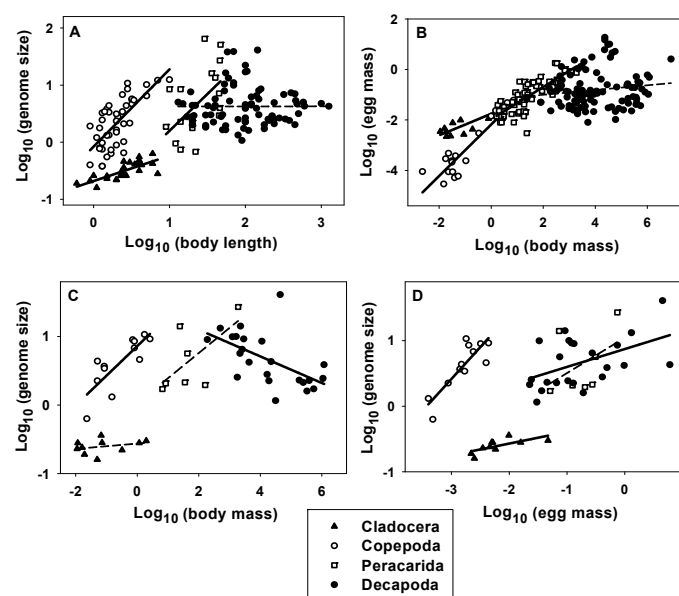 A
Log10 (genome size)
2
1
0
-1
0
1
2
3
Log10 (body length)
B
Log10 (egg mass)
2
0
-2
-4
-2
0
2
4
6
Log10 (body mass)
C
Log10 (genome size)
1
0
-1
-2
0
2
4
6
Log10 (body mass)
D
Log10 (genome size)
1
0
-1
-3
-2
-1
0
Log10 (egg mass)
Cladocera
Copepoda
Peracarida
Decapoda